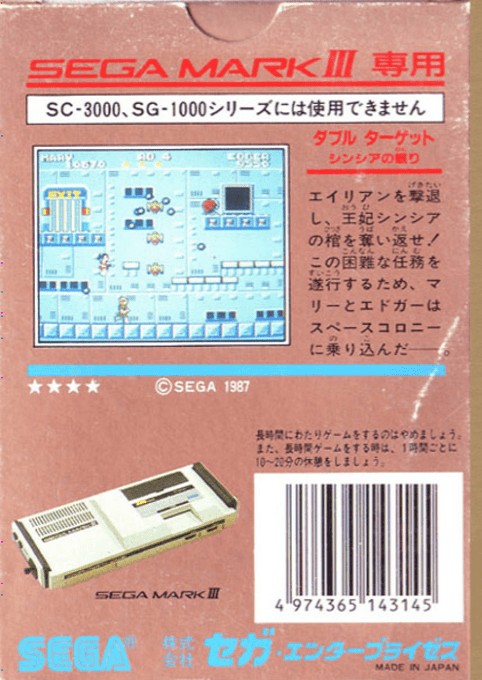 SEGA MARK III 専用
SC-3000、SG-1000シリーズには使用できません
ダブル ターゲット
シンシアの眠り
エイリアンを撃退
し、王妃シンシア
の棺を奪い返せ!
この困難な任務を
遂行するため、マ
リーとエドガーは
スペースコロニー
に乗り込んだ——。
MARY
RD 4
EDGER
EXIT
★★★★
©SEGA 1987
長時間にわたりゲームをするのはやめましょう。
また、長時間ゲームをする時は、1時間ごとに
10〜20分の休憩をしましょう。
SEGA MARK III
4 974365 143145
SEGA® 株式会社 セガ・エンタープライゼス
MADE IN JAPAN